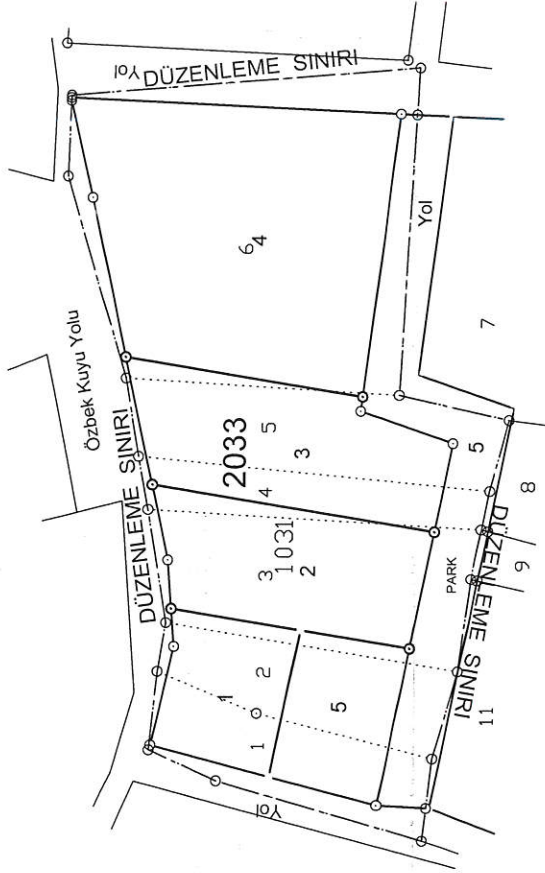 DÜZENLEME SINIRI
Yol
6
4
Yol
7
Özbek Kuyu Yolu
DÜZENLEME SINIRI
2033
5
3
4
1031
3
2
PARK
5
8
9
DÜZENLEME SINIRI
11
1
2
1
5
Yol